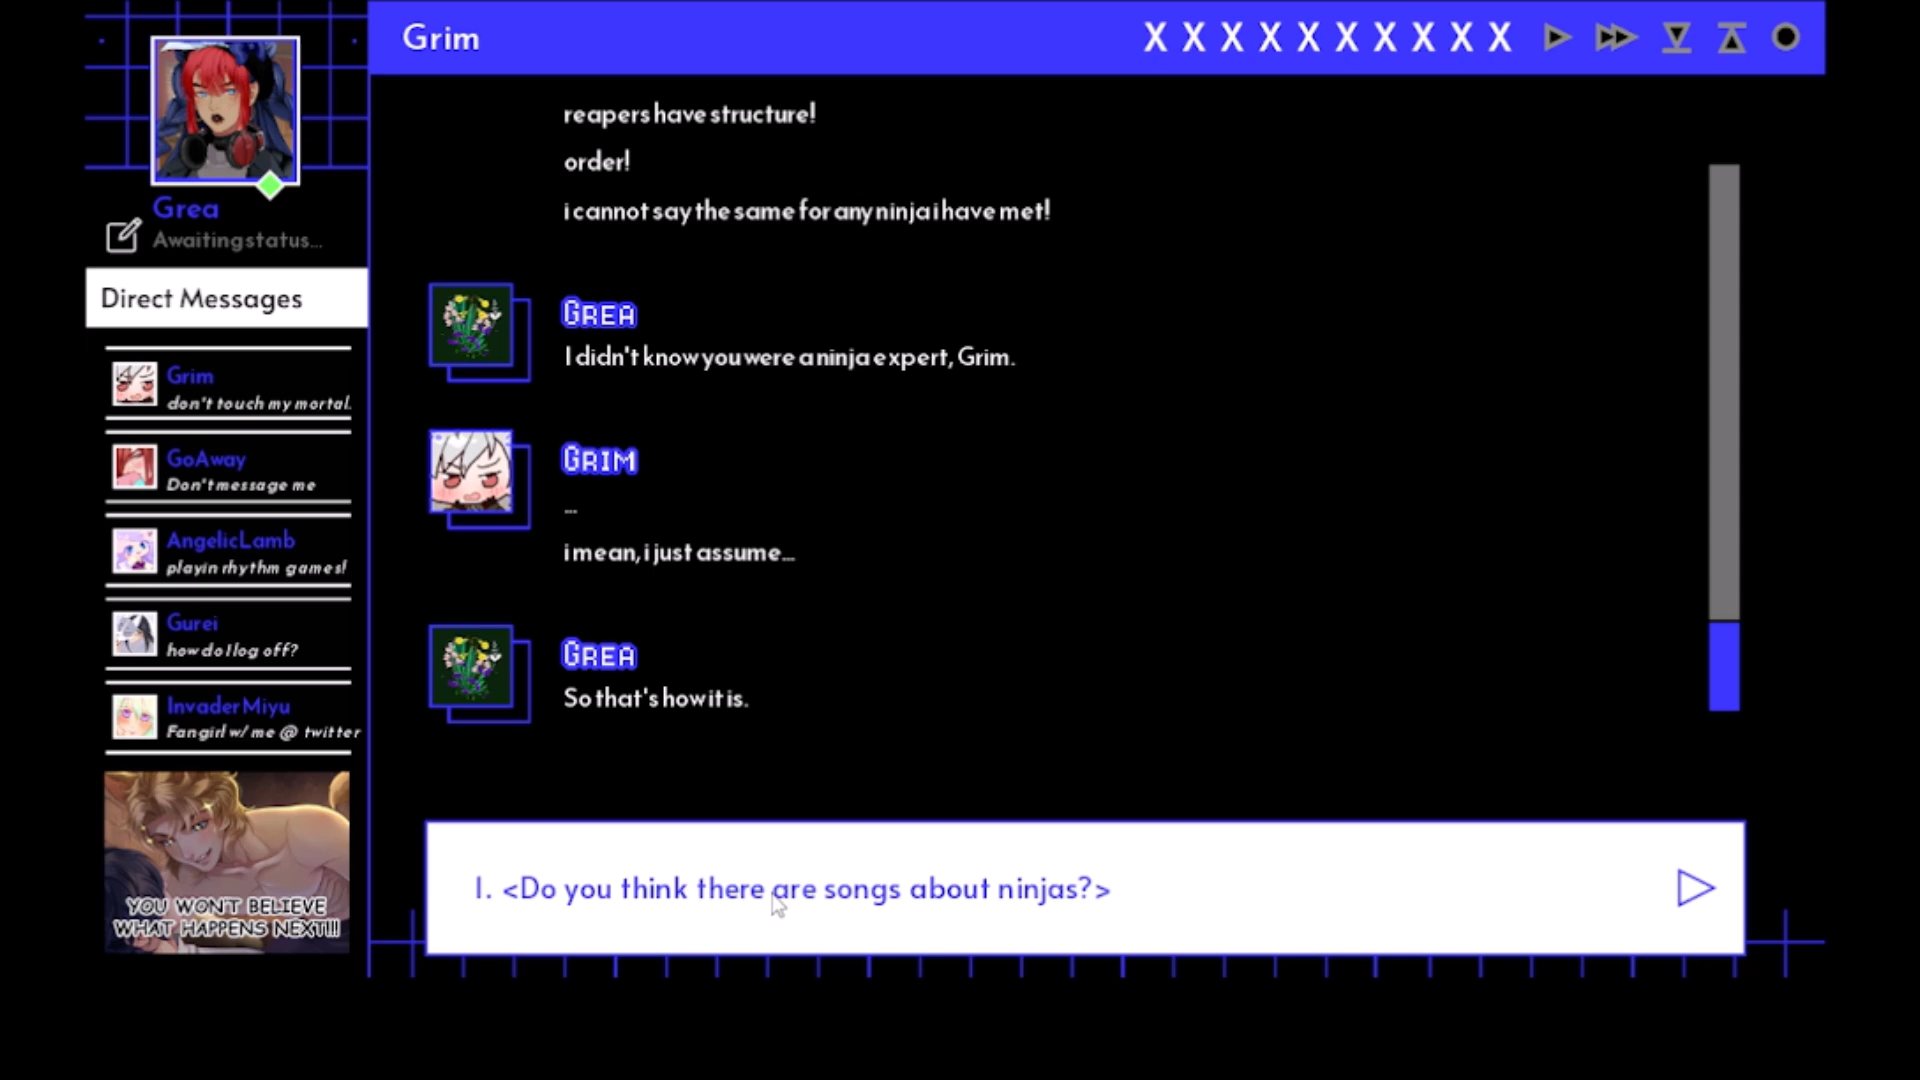 Grim
X X X X X X X X X X
Grea
Awaiting status...
Direct Messages
Grim
don't touch my mortal.
GoAway
Don't message me
AngelicLamb
playin rhythm games!
Gurei
how do I log off?
InvaderMiyu
Fangirl w/ me @ twitter
YOU WON'T BELIEVE
WHAT HAPPENS NEXT!!!
reapers have structure!
order!
i cannot say the same for any ninja i have met!
GREA
I didn't know you were a ninja expert, Grim.
GRIM
...
i mean, i just assume...
GREA
So that's how it is.
1. <Do you think there are songs about ninjas?>